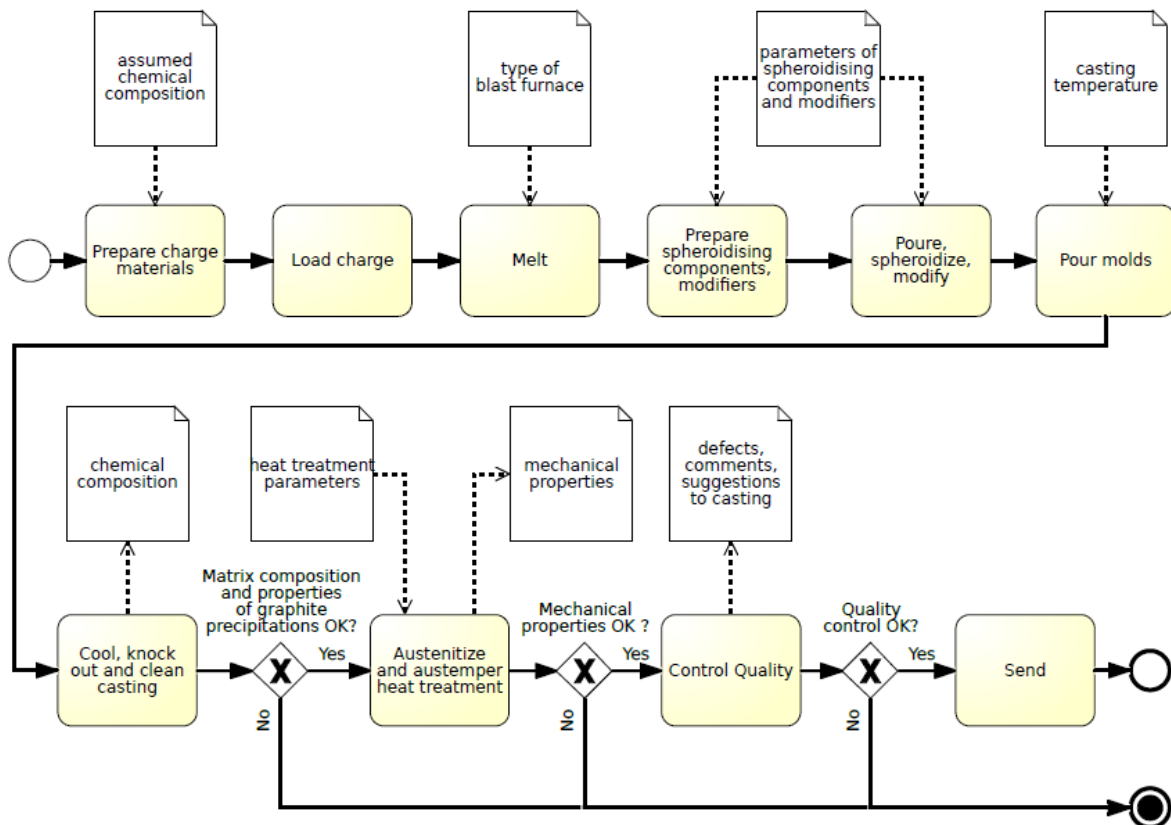 assumed
chemical
composition
type of
blast furnace
parameters of
spheroidising
components
and modifiers
casting
temperature
Prepare charge
materials
Load charge
Melt
Prepare
spheroidising
components,
modifiers
Poure,
spheroidize,
modify
Pour molds
chemical
composition
heat treatment
parameters
mechanical
properties
defects,
comments,
suggestions
to casting
Cool, knock
out and clean
casting
Matrix composition
and properties
of graphite
precipitations OK?
X
Yes
No
Austenitize
and austemper
heat treatment
Mechanical
properties OK ?
X
Yes
No
Control Quality
Quality
control OK?
X
Yes
No
Send